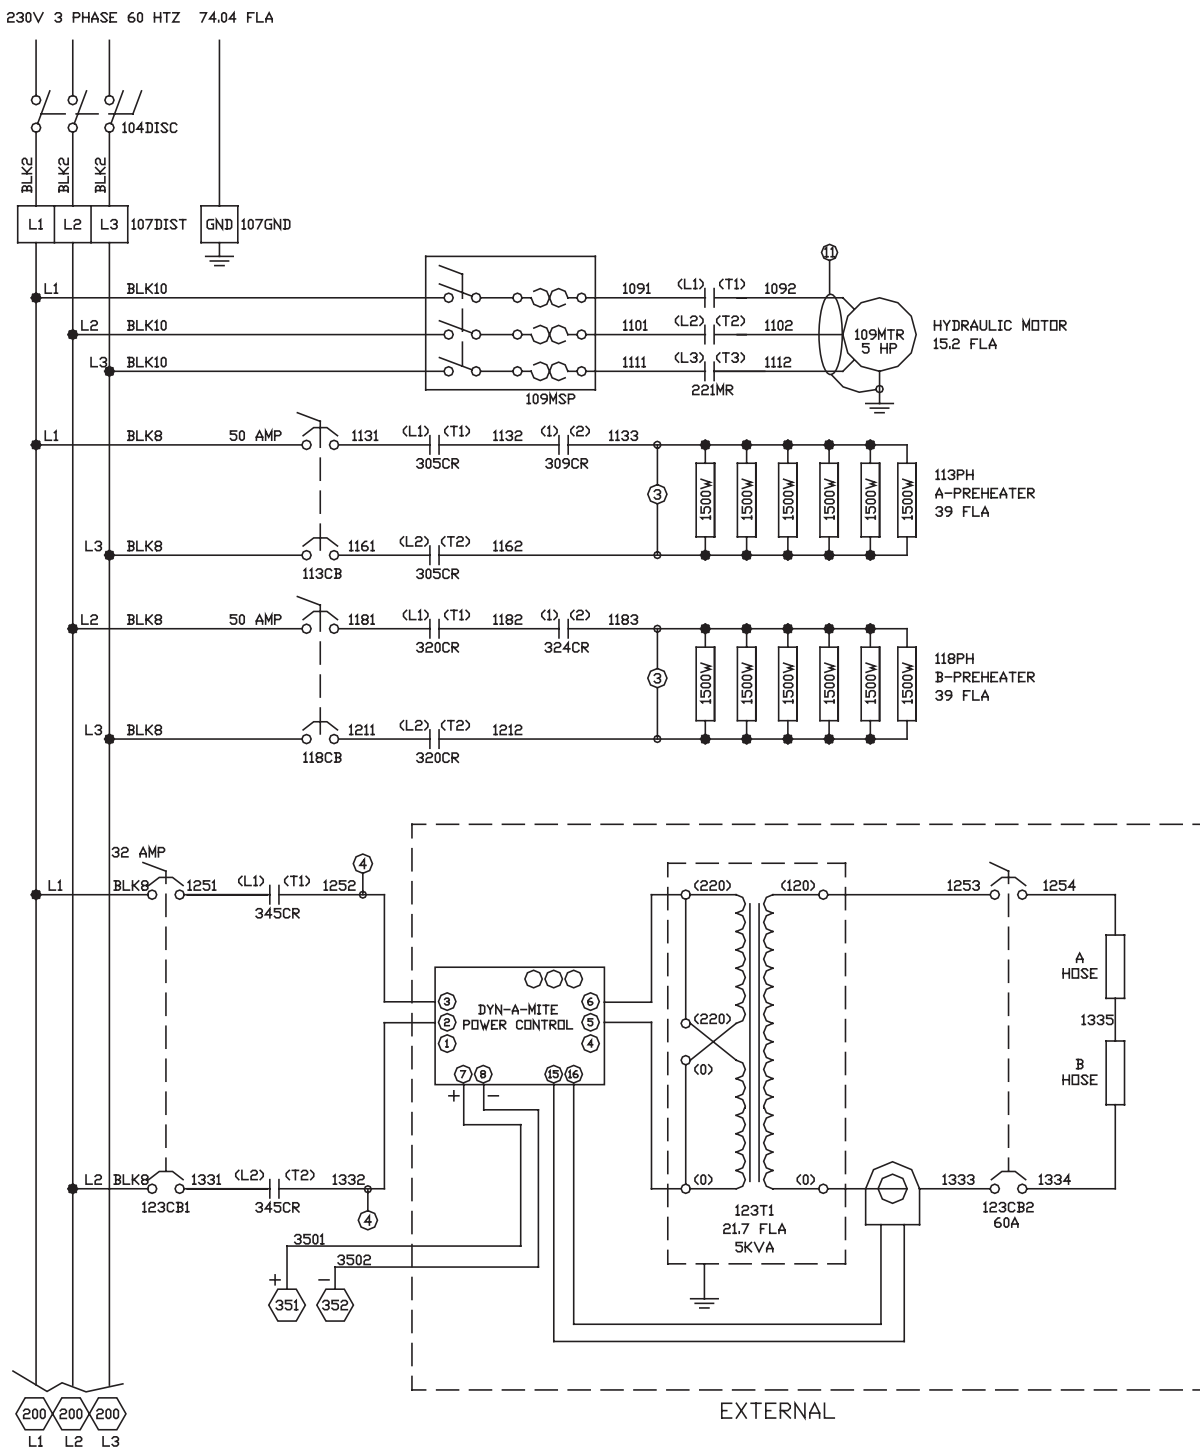 230V 3 PHASE 60 HTZ 74.04 FLA
104DISC
BLK2 BLK2 BLK2
L1 L2 L3 107DIST GND 107GND
11
L1 BLK10 1091 (L1) (T1) 1092
L2 BLK10 1101 (L2) (T2) 1102
L3 BLK10 1111 (L3) (T3) 1112
109MTR
5 HP
HYDRAULIC MOTOR
15.2 FLA
109MSP
221MR
L1 BLK8 50 AMP 1131 (L1) (T1) 1132 (1) (2) 1133
305CR 309CR
3
1500W 1500W 1500W 1500W 1500W 1500W
113PH
A-PREHEATER
39 FLA
L3 BLK8 1161 (L2) (T2) 1162
113CB 305CR
L2 BLK8 50 AMP 1181 (L1) (T1) 1182 (1) (2) 1183
320CR 324CR
3
1500W 1500W 1500W 1500W 1500W 1500W
118PH
B-PREHEATER
39 FLA
L3 BLK8 1211 (L2) (T2) 1212
118CB 320CR
32 AMP
4
L1 BLK8 1251 (L1) (T1) 1252
345CR
(220) (120) 1253 1254
A
HOSE
3 6
DYN-A-MITE
POWER CONTROL
2 5
1 4
7 8 15 16
+ −
(220)
(0)
1335
B
HOSE
L2 BLK8 1331 (L2) (T2) 1332
123CB1 345CR
4
(0) (0) 1333 1334
123T1
21.7 FLA
5KVA
123CB2
60A
3501
3502
+ −
351 352
200 200 200
L1 L2 L3
EXTERNAL